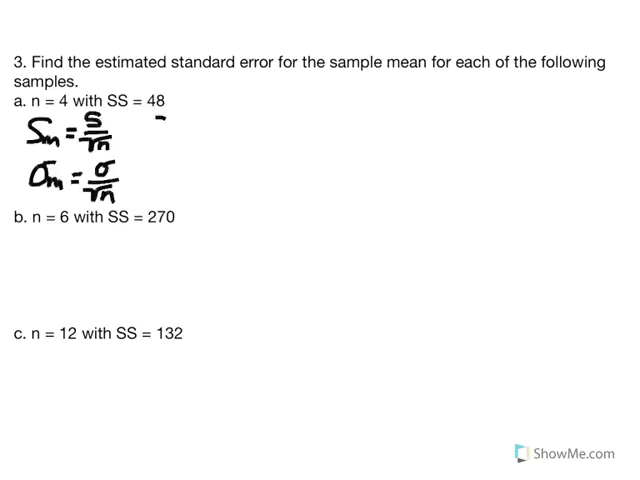 3. Find the estimated standard error for the sample mean for each of the following
samples.
a. n = 4 with SS = 48
Sm = S/√n
σm = σ/√n
b. n = 6 with SS = 270
c. n = 12 with SS = 132
ShowMe.com